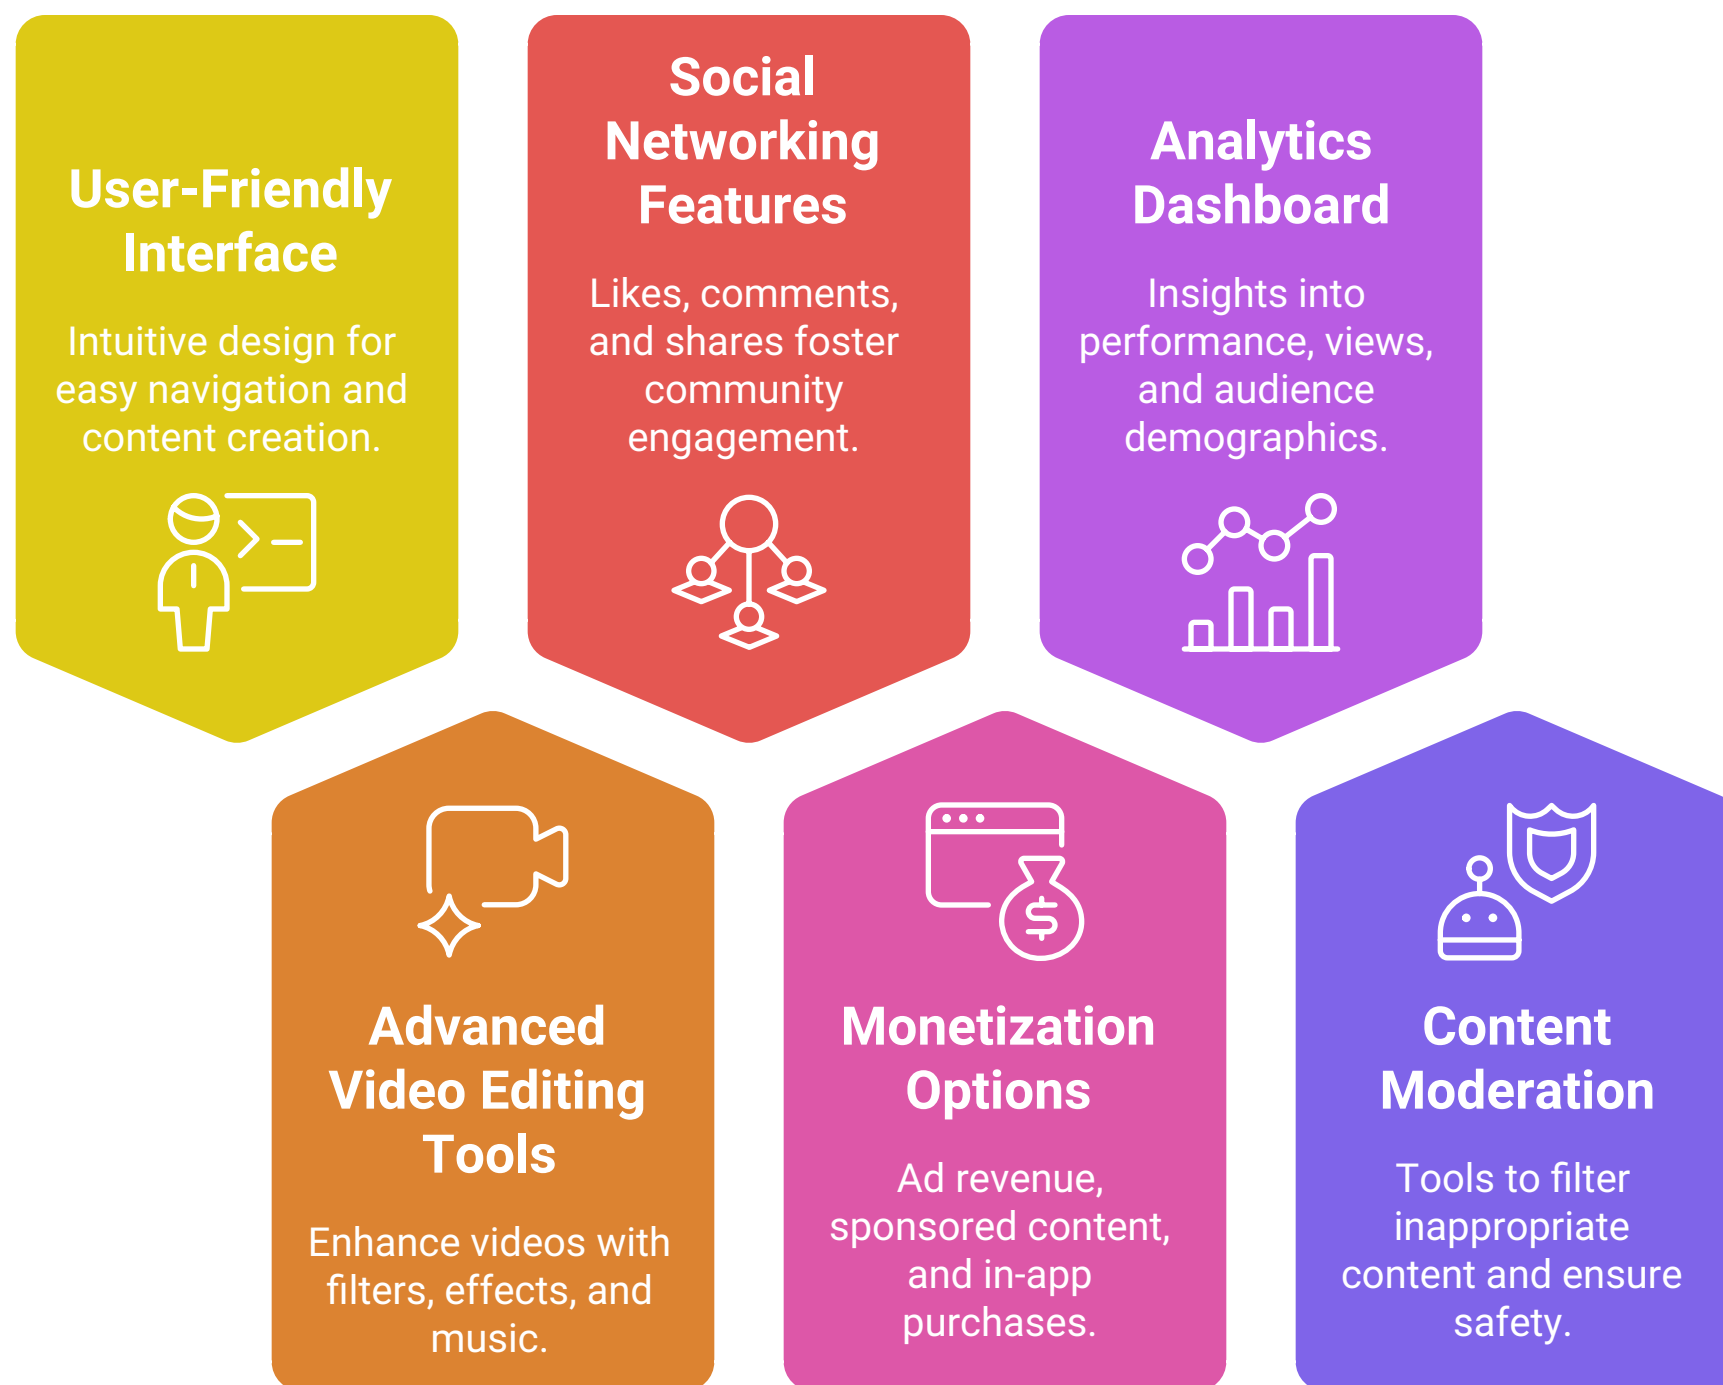 User-Friendly
Interface
Intuitive design for
easy navigation and
content creation.
Social
Networking
Features
Likes, comments,
and shares foster
community
engagement.
Analytics
Dashboard
Insights into
performance, views,
and audience
demographics.
$
Advanced
Video Editing
Tools
Enhance videos with
filters, effects, and
music.
Monetization
Options
Ad revenue,
sponsored content,
and in-app
purchases.
Content
Moderation
Tools to filter
inappropriate
content and ensure
safety.